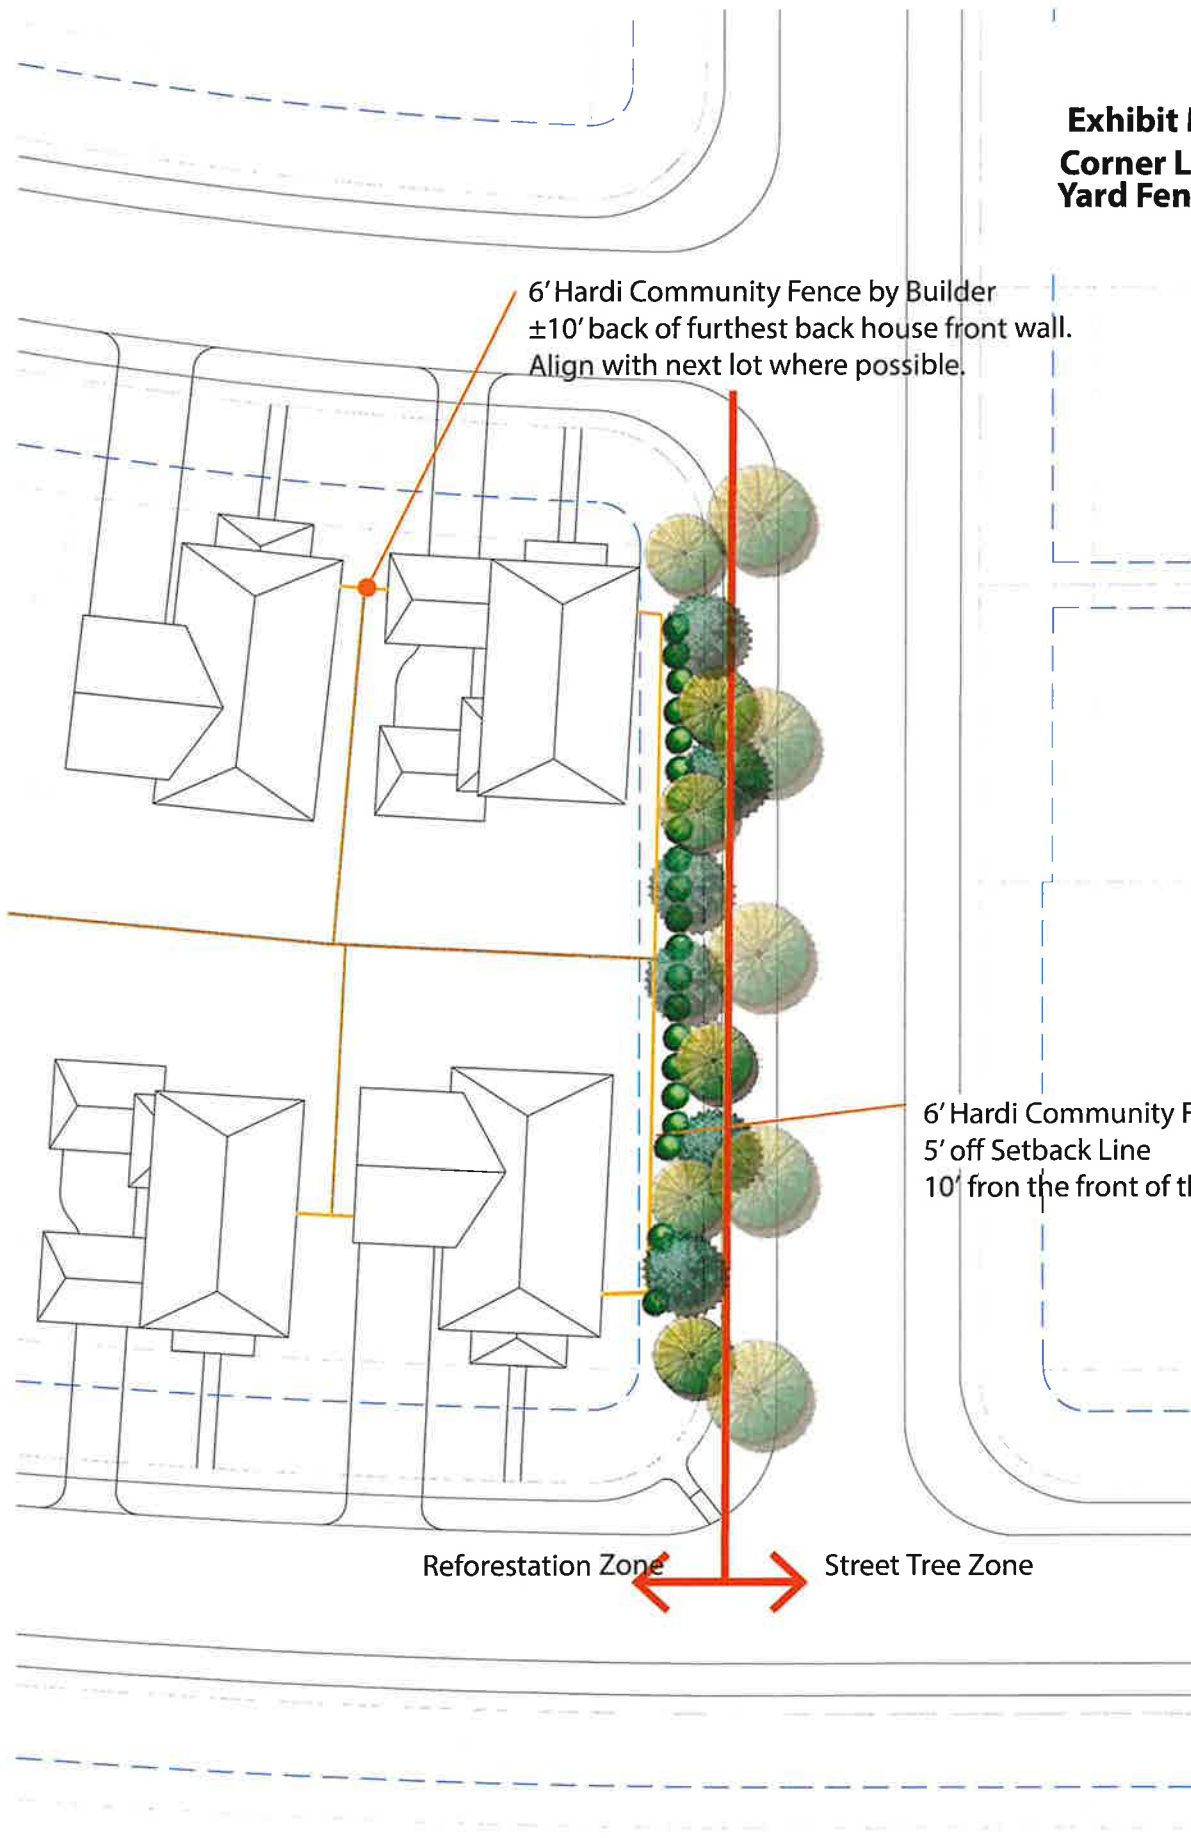 Exhibit
Corner L
Yard Fen
6' Hardi Community Fence by Builder
±10' back of furthest back house front wall.
Align with next lot where possible.
6' Hardi Community F
5' off Setback Line
10' fron the front of th
Reforestation Zone
Street Tree Zone